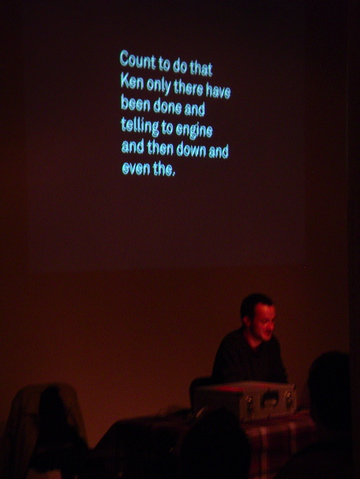 Count to do that
Ken only there have
been done and
telling to engine
and then down and
even the.